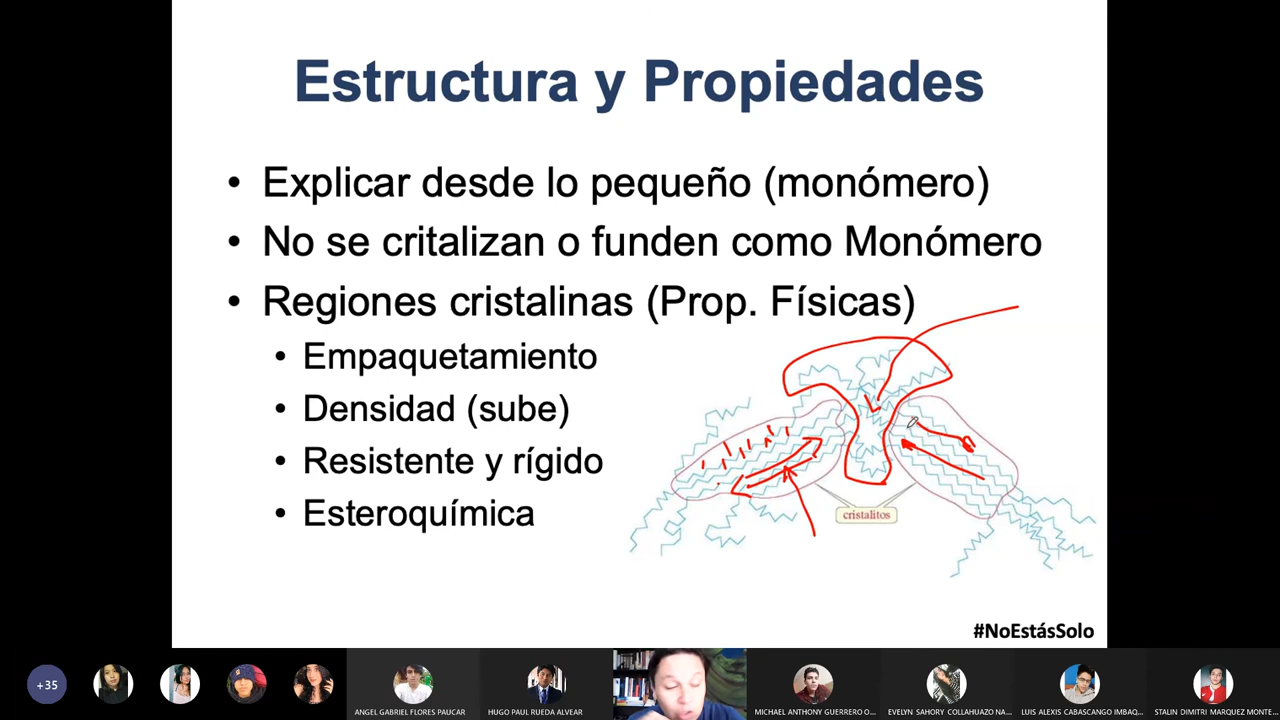 Estructura y Propiedades
• Explicar desde lo pequeño (monómero)
• No se critalizan o funden como Monómero
• Regiones cristalinas (Prop. Físicas)
• Empaquetamiento
• Densidad (sube)
• Resistente y rígido
• Esteroquímica
cristalitos
#NoEstásSolo
+35
ANGEL GABRIEL FLORES PAUCAR
HUGO PAUL RUEDA ALVEAR
MICHAEL ANTHONY GUERRERO O...
EVELYN SAHORY COLLAHUAZO NA...
LUIS ALEXIS CABASCANGO IMBAQ...
STALIN DIMITRI MARQUEZ MONTE...